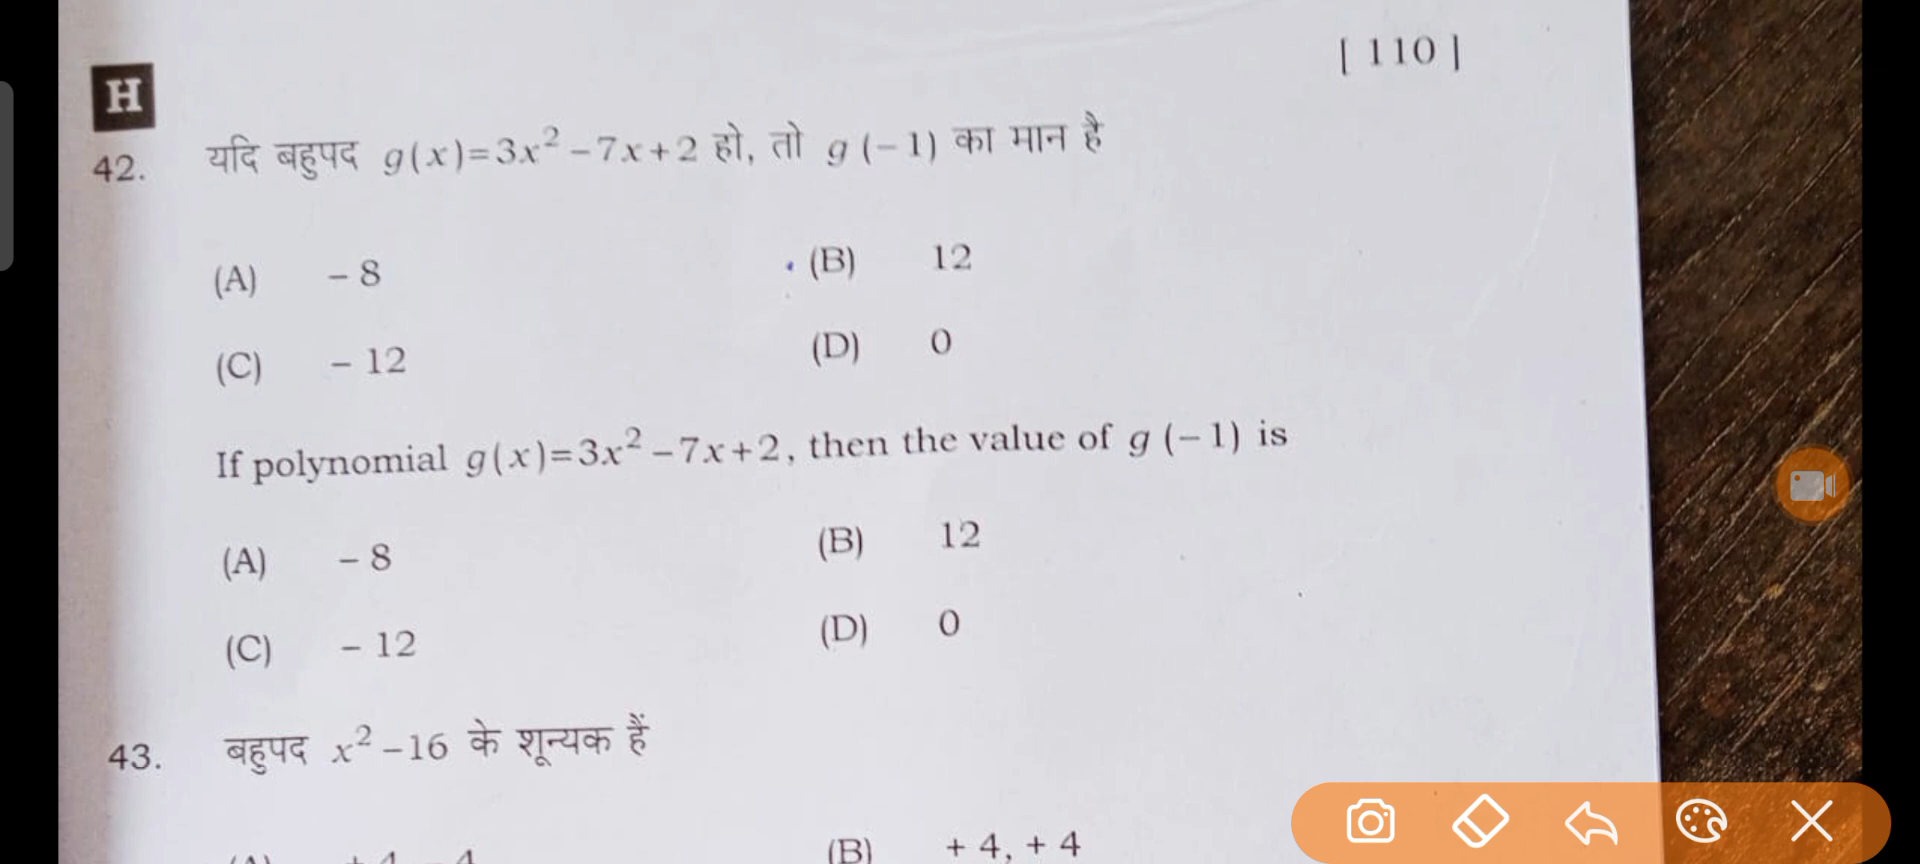 [ 110 ]
H
42. यदि बहुपद g(x)=3x²-7x+2 हो, तो g (-1) का मान है
(A) - 8 (B) 12
(C) - 12 (D) 0
If polynomial g(x)=3x²-7x+2, then the value of g (-1) is
(A) - 8 (B) 12
(C) - 12 (D) 0
43. बहुपद x²-16 के शून्यक हैं
(B) + 4, + 4